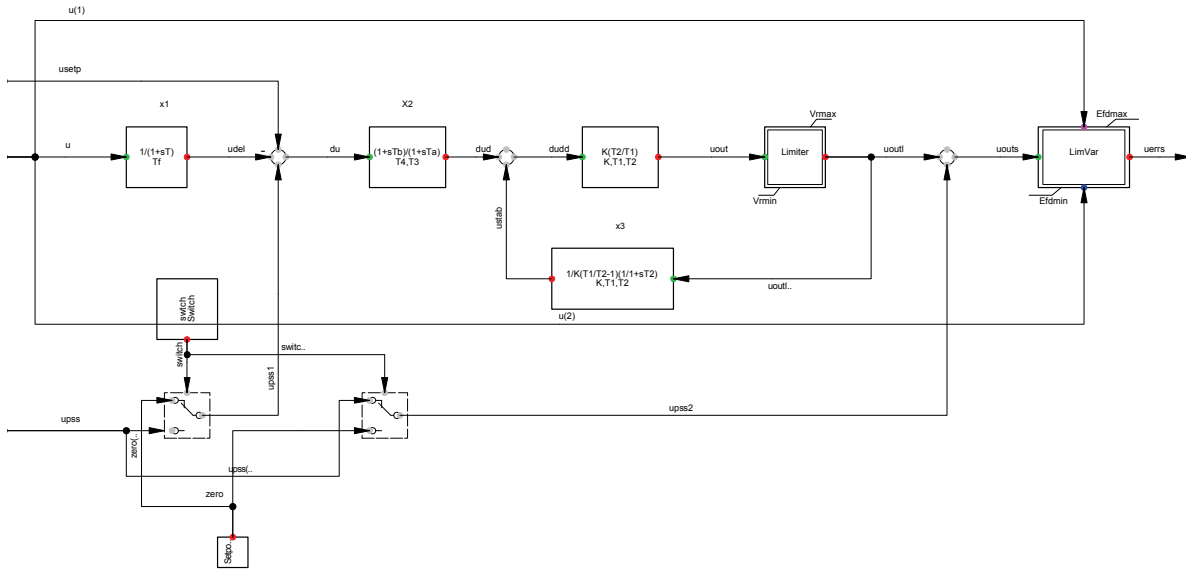 u(1)
usetp
x1
X2
Vrmax
Efdmax
u
1/(1+sT)
Tf
udel
-
du
(1+sTb)/(1+sTa)
T4,T3
dud
dudd
K(T2/T1)
K,T1,T2
uout
Limiter
uoutl
uouts
LimVar
uerrs
Vrmin
Efdmin
ustab
x3
1/K(T1/T2-1)(1/1+sT2)
K,T1,T2
uoutl..
swtch
Switch
u(2)
switch
switc..
upss1
upss
upss2
zero(..
upss(..
zero
Setpo..